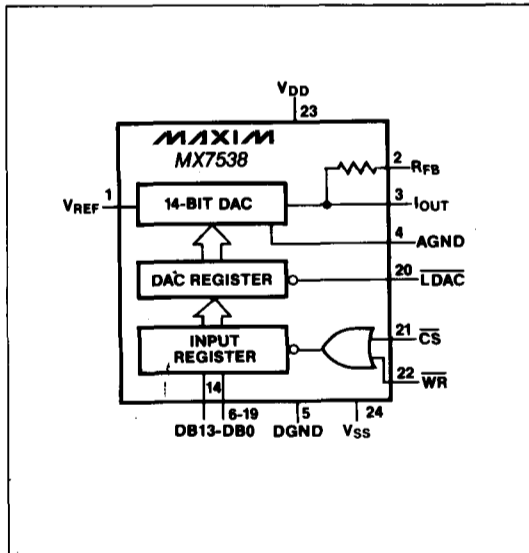 VDD
23
MAXIM
MX7538
1
VREF
14-BIT DAC
2
RFB
3
IOUT
4
AGND
DAC REGISTER
20
LDAC
INPUT
REGISTER
21
CS
22
WR
14
6-19
5
24
DB13-DB0
DGND
VSS